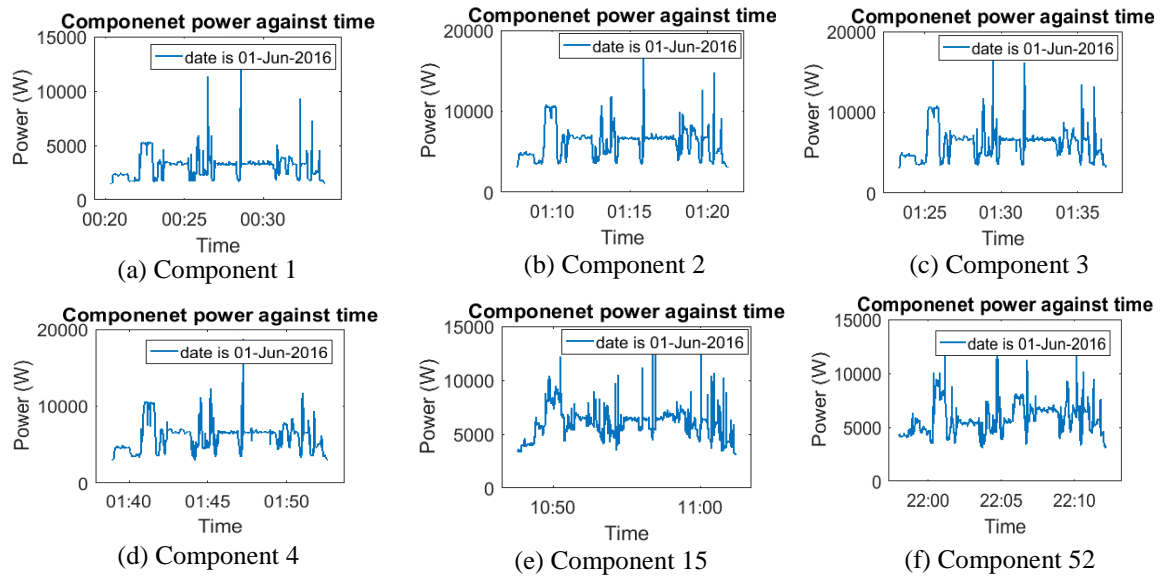 Componenet power against time
15000
10000
5000
0
Power (W)
date is 01-Jun-2016
00:20 00:25 00:30
Time
(a) Component 1
Componenet power against time
20000
10000
0
Power (W)
date is 01-Jun-2016
01:10 01:15 01:20
Time
(b) Component 2
Componenet power against time
20000
10000
0
Power (W)
date is 01-Jun-2016
01:25 01:30 01:35
Time
(c) Component 3
Componenet power against time
20000
10000
0
Power (W)
date is 01-Jun-2016
01:40 01:45 01:50
Time
(d) Component 4
Componenet power against time
15000
10000
5000
0
Power (W)
date is 01-Jun-2016
10:50 11:00
Time
(e) Component 15
Componenet power against time
15000
10000
5000
0
Power (W)
date is 01-Jun-2016
22:00 22:05 22:10
Time
(f) Component 52